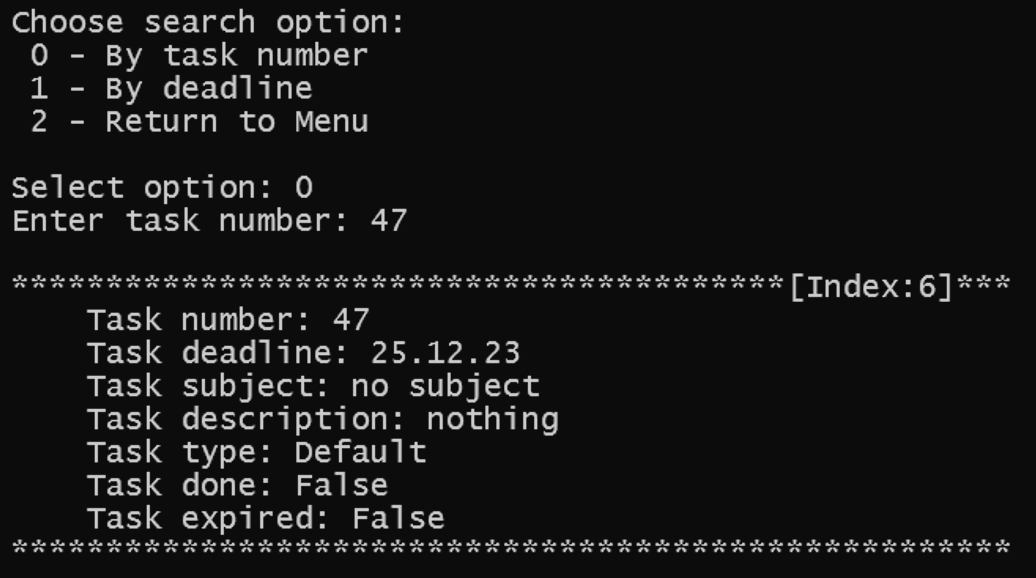 Choose search option:
 0 - By task number
 1 - By deadline
 2 - Return to Menu

Select option: 0
Enter task number: 47

*****************************************[Index:6]***
    Task number: 47
    Task deadline: 25.12.23
    Task subject: no subject
    Task description: nothing
    Task type: Default
    Task done: False
    Task expired: False
*****************************************************